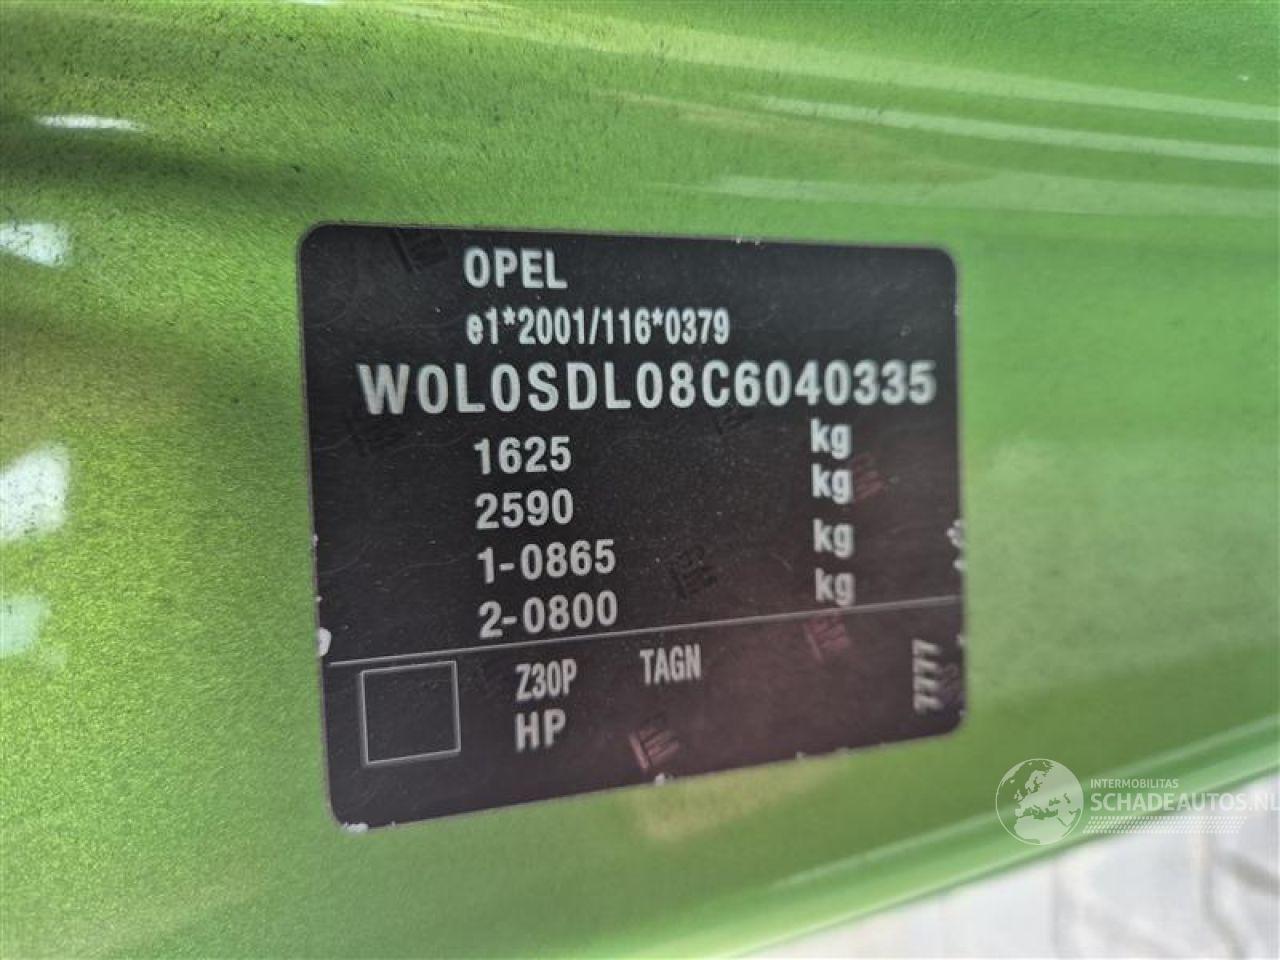 OPEL
e1*2001/116*0379
W0L0SDL08C6040335
1625 kg
2590 kg
1-0865 kg
2-0800 kg
Z30P TAGN
HP
7777
INTERMOBILITAS
SCHADEAUTOS.NL